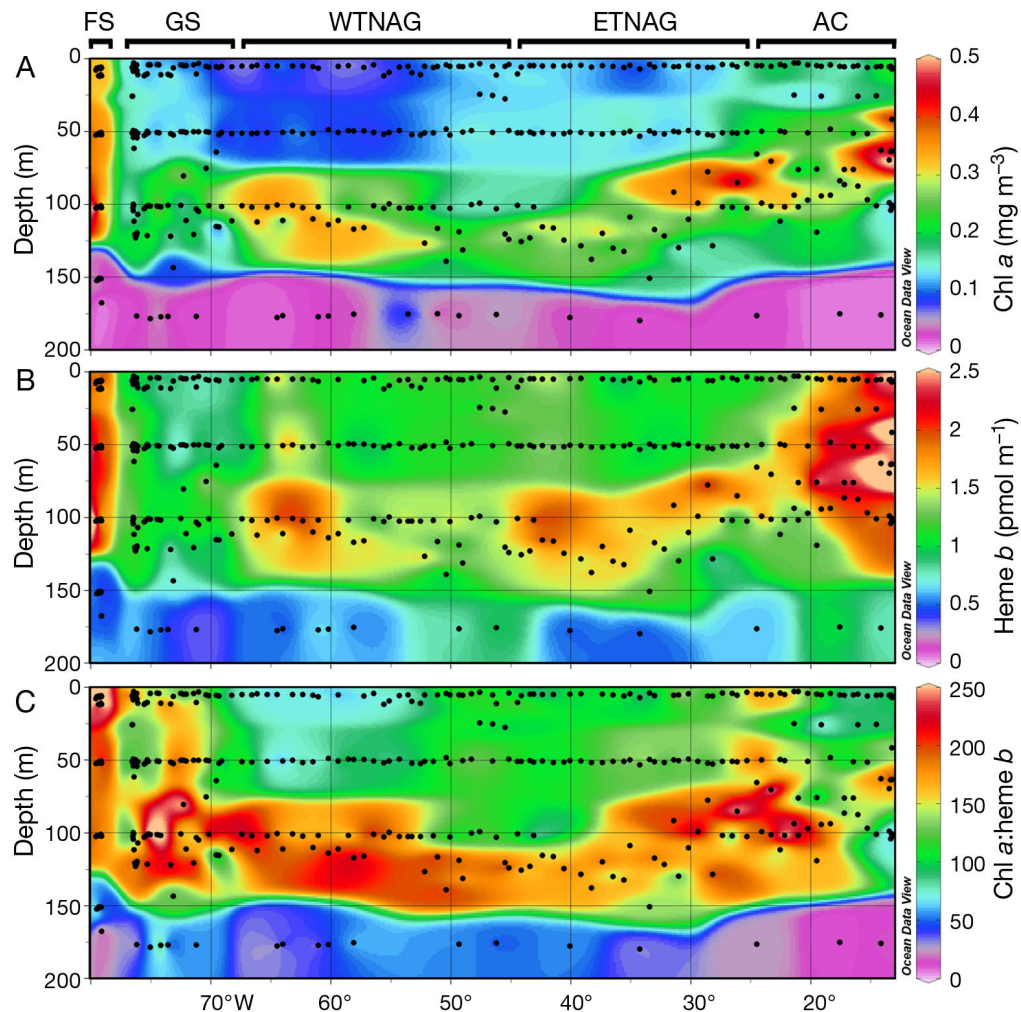 FS GS WTNAG ETNAG AC
A
0
50
100
150
200
Depth (m)
Ocean Data View
0.5
0.4
0.3
0.2
0.1
0
Chl a (mg m⁻³)
B
0
50
100
150
200
Depth (m)
Ocean Data View
2.5
2
1.5
1
0.5
0
Heme b (pmol m⁻¹)
C
0
50
100
150
200
Depth (m)
Ocean Data View
250
200
150
100
50
0
Chl a:heme b
70°W 60° 50° 40° 30° 20°